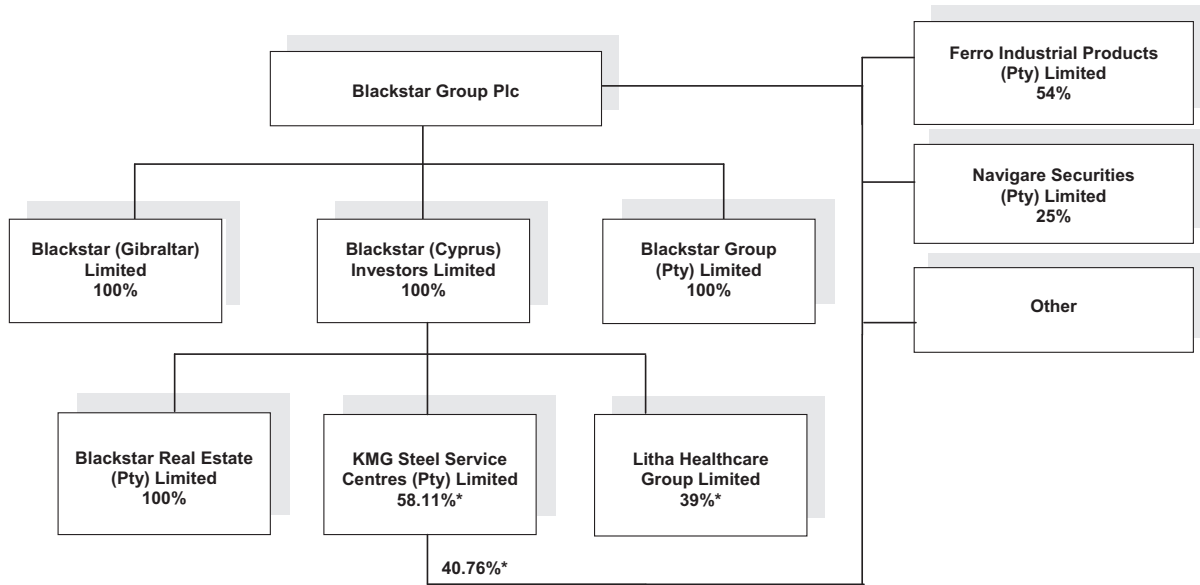 Blackstar Group Plc
Ferro Industrial Products
(Pty) Limited
54%
Navigare Securities
(Pty) Limited
25%
Other
Blackstar (Gibraltar)
Limited
100%
Blackstar (Cyprus)
Investors Limited
100%
Blackstar Group
(Pty) Limited
100%
Blackstar Real Estate
(Pty) Limited
100%
KMG Steel Service
Centres (Pty) Limited
58.11%*
Litha Healthcare
Group Limited
39%*
40.76%*